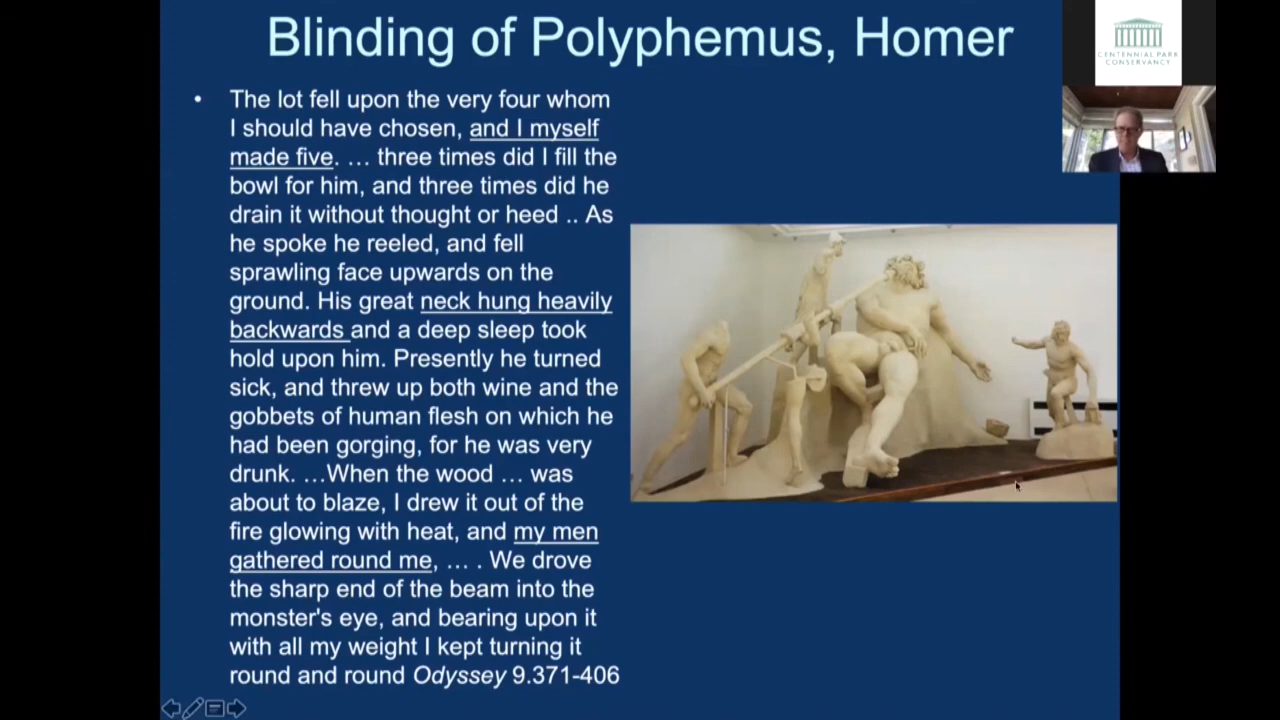 Blinding of Polyphemus, Homer
CENTENNIAL PARK
CONSERVANCY
• The lot fell upon the very four whom
I should have chosen, and I myself
made five. … three times did I fill the
bowl for him, and three times did he
drain it without thought or heed .. As
he spoke he reeled, and fell
sprawling face upwards on the
ground. His great neck hung heavily
backwards and a deep sleep took
hold upon him. Presently he turned
sick, and threw up both wine and the
gobbets of human flesh on which he
had been gorging, for he was very
drunk. …When the wood … was
about to blaze, I drew it out of the
fire glowing with heat, and my men
gathered round me, … . We drove
the sharp end of the beam into the
monster's eye, and bearing upon it
with all my weight I kept turning it
round and round Odyssey 9.371-406